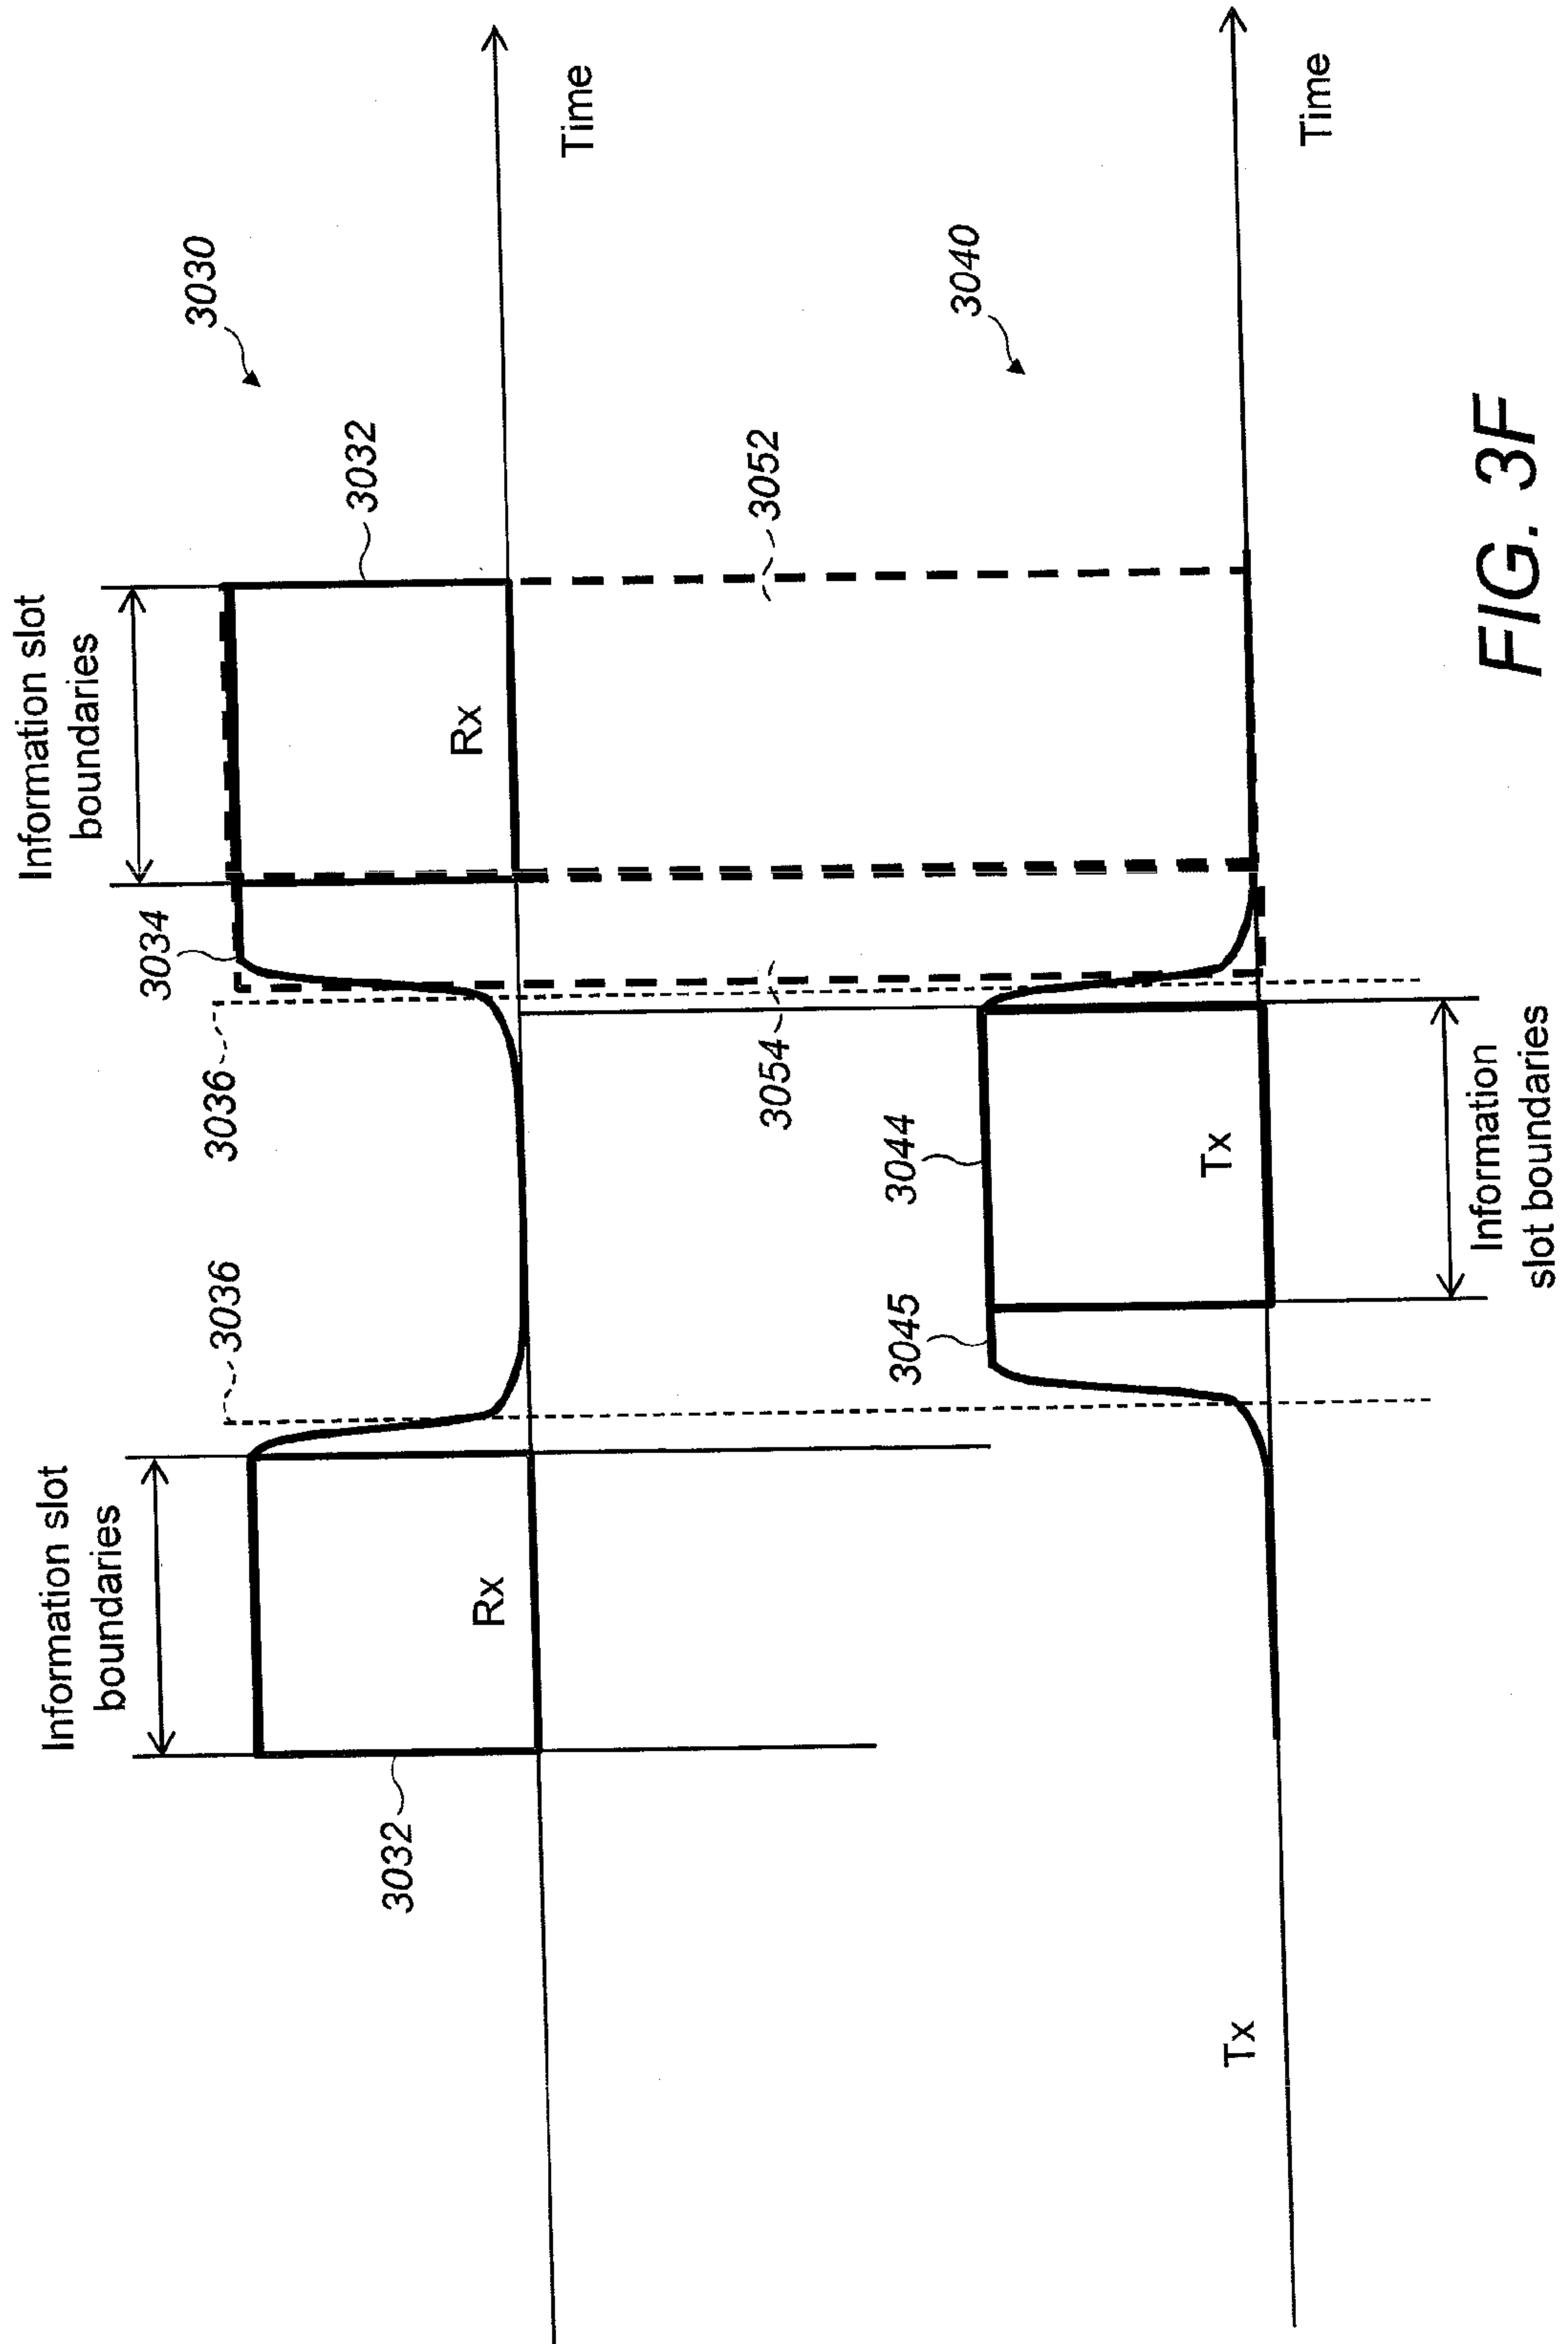 Information slot
boundaries
Information slot
boundaries
3032
3036
3036
3034
3032
3030
Rx
Rx
Time
3045
3044
3054
3052
3040
Tx
Tx
Time
Information
slot boundaries
FIG. 3F